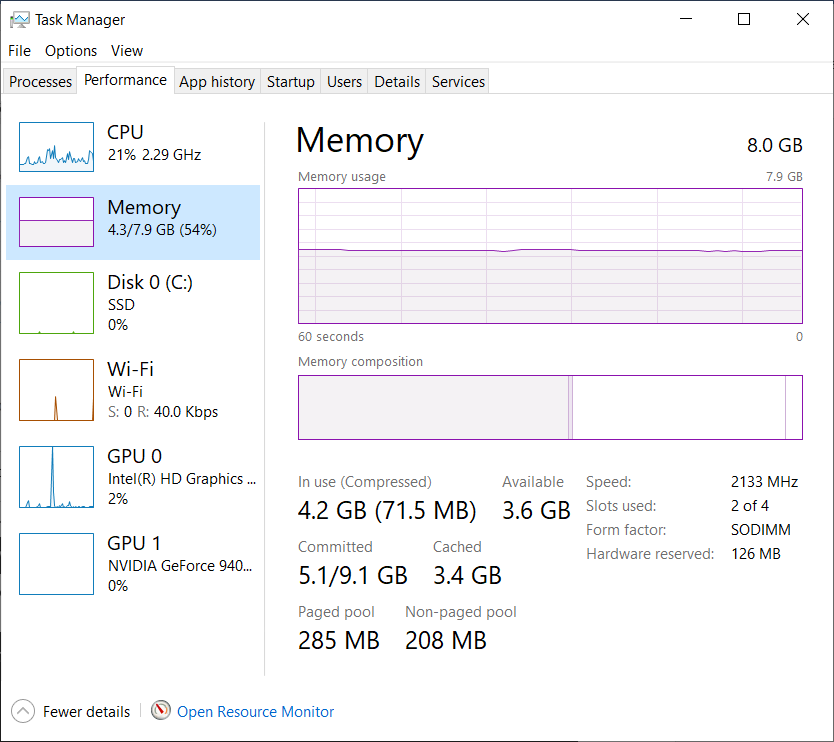 Task Manager
File Options View
Processes Performance App history Startup Users Details Services
CPU
21% 2.29 GHz
Memory
4.3/7.9 GB (54%)
Disk 0 (C:)
SSD
0%
Wi-Fi
Wi-Fi
S: 0 R: 40.0 Kbps
GPU 0
Intel(R) HD Graphics ...
2%
GPU 1
NVIDIA GeForce 940...
0%
Memory 8.0 GB
Memory usage 7.9 GB
60 seconds 0
Memory composition
In use (Compressed) Available
4.2 GB (71.5 MB) 3.6 GB
Committed Cached
5.1/9.1 GB 3.4 GB
Paged pool Non-paged pool
285 MB 208 MB
Speed: 2133 MHz
Slots used: 2 of 4
Form factor: SODIMM
Hardware reserved: 126 MB
Fewer details Open Resource Monitor